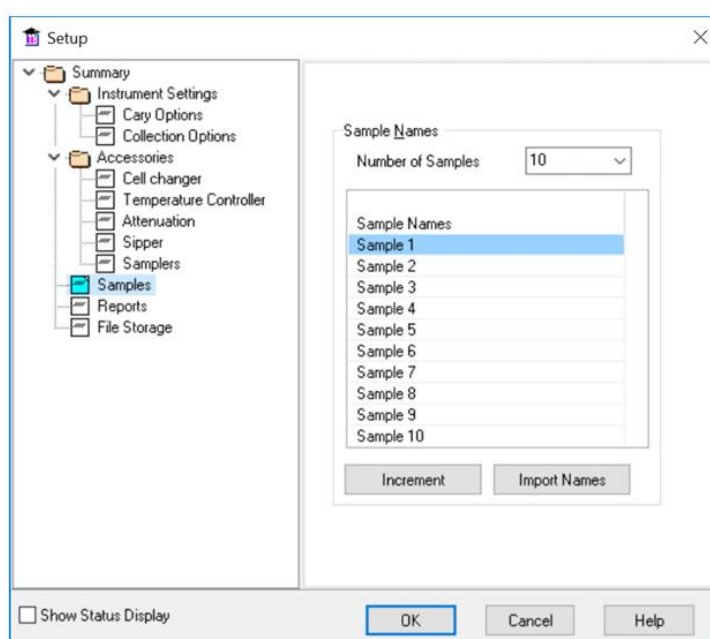 Setup
Summary
Instrument Settings
Cary Options
Collection Options
Accessories
Cell changer
Temperature Controller
Attenuation
Sipper
Samplers
Samples
Reports
File Storage
Sample Names
Number of Samples 10
Sample Names
Sample 1
Sample 2
Sample 3
Sample 4
Sample 5
Sample 6
Sample 7
Sample 8
Sample 9
Sample 10
Increment Import Names
Show Status Display OK Cancel Help